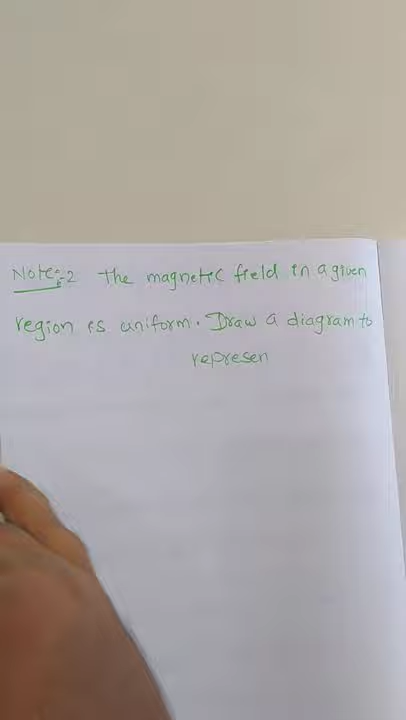 Note:-2 The magnetic field in a given
region is uniform. Draw a diagram to
represen